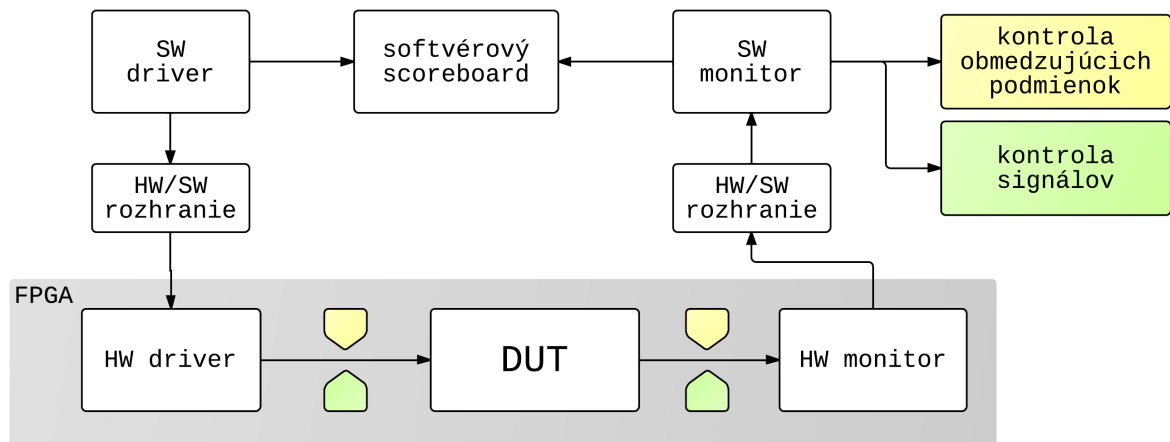 SW
driver
softvérový
scoreboard
SW
monitor
kontrola
obmedzujúcich
podmienok
kontrola
signálov
HW/SW
rozhranie
HW/SW
rozhranie
FPGA
HW driver
DUT
HW monitor